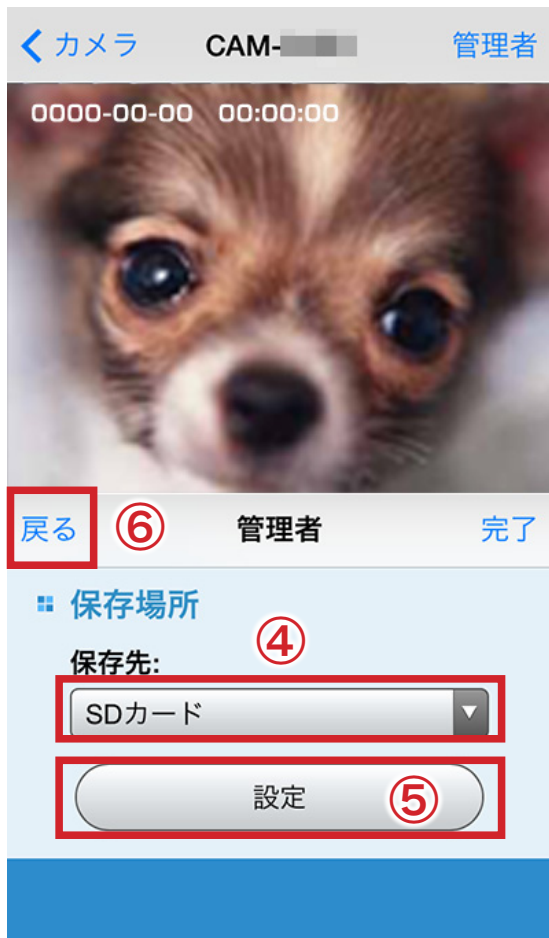 カメラ CAM- 管理者
0000-00-00 00:00:00
戻る ⑥ 管理者 完了
保存場所
④
保存先:
SDカード
設定 ⑤